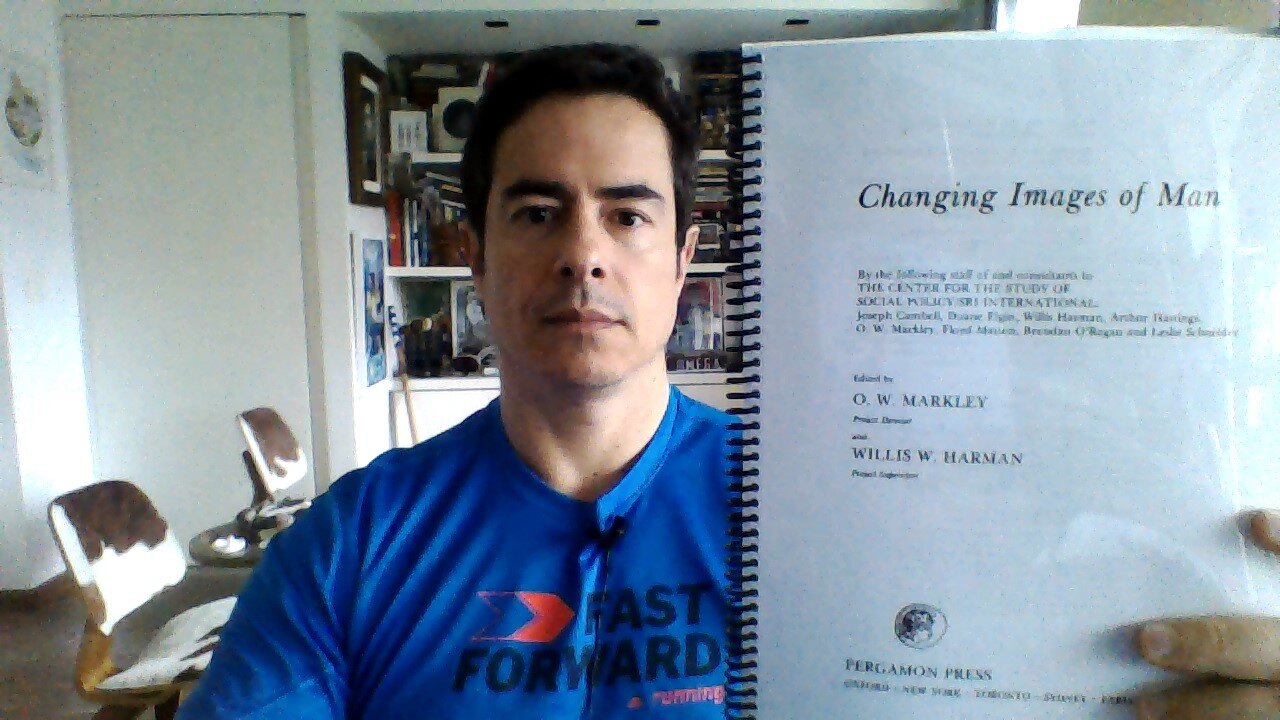 OMEGA
FAST
FORWARD
running
Changing Images of Man
By the following staff of and consultants to
THE CENTER FOR THE STUDY OF
SOCIAL POLICY/SRI INTERNATIONAL:
Joseph Cambell, Duane Elgin, Willis Harman, Arthur Hastings,
O. W. Markley, Floyd Matson, Brendan O'Regan and Leslie Schneider
Edited by
O. W. MARKLEY
Project Director
and
WILLIS W. HARMAN
Project Supervisor
PERGAMON PRESS
OXFORD · NEW YORK · TORONTO · SYDNEY · PARIS